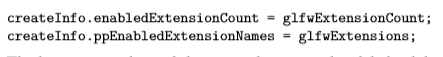 createInfo.enabledExtensionCount = glfwExtensionCount;
createInfo.ppEnabledExtensionNames = glfwExtensions;